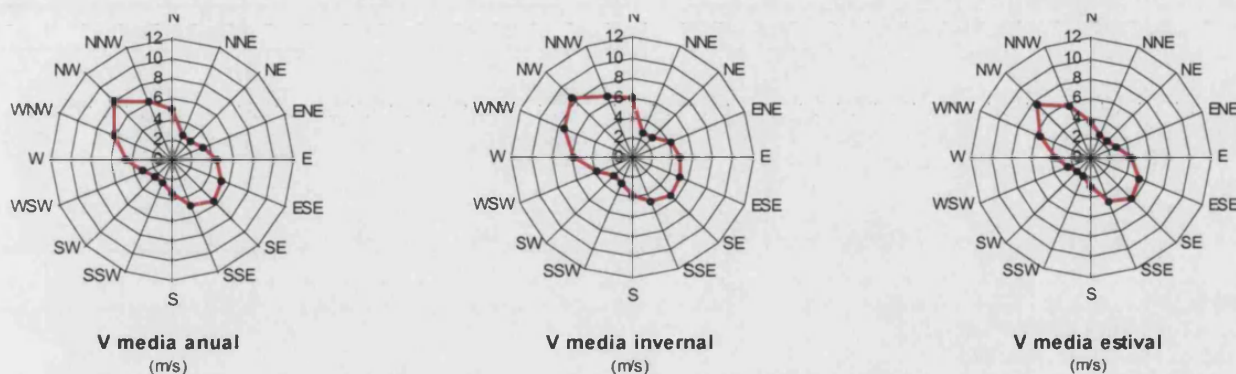 N
NNW
NNE
12
10
NW
NE
8
6
WNW
ENE
4
2
0
W
E
WSW
ESE
SW
SE
SSW
SSE
S
V media anual
(m/s)
N
NNW
NNE
12
10
NW
NE
8
6
WNW
ENE
4
2
0
W
E
WSW
ESE
SW
SE
SSW
SSE
S
V media invernal
(m/s)
N
NNW
NNE
12
10
NW
NE
8
6
WNW
ENE
4
2
0
W
E
WSW
ESE
SW
SE
SSW
SSE
S
V media estival
(m/s)